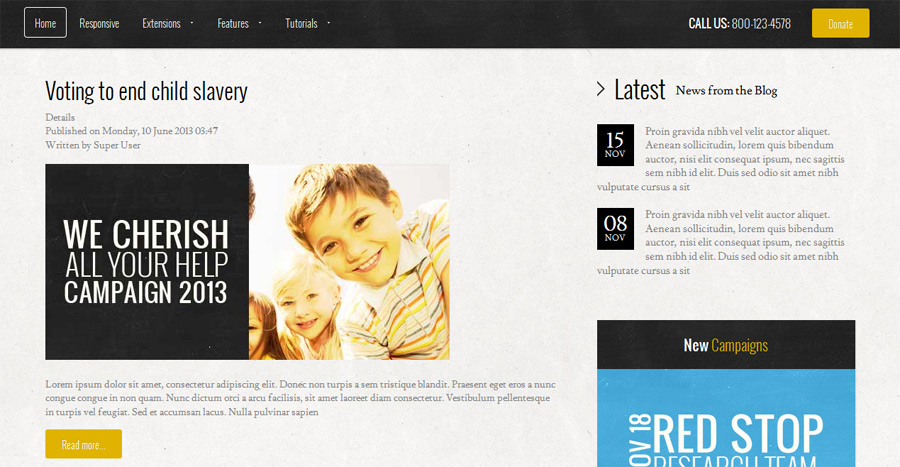 Home Responsive Extensions Features Tutorials CALL US: 800-123-4578 Donate
Voting to end child slavery
Details
Published on Monday, 10 June 2013 03:47
Written by Super User
WE CHERISH
ALL YOUR HELP
CAMPAIGN 2013
Lorem ipsum dolor sit amet, consectetur adipiscing elit. Donec non turpis a sem tristique blandit. Praesent eget eros a nunc
congue congue in non quam. Nunc dictum orci a arcu facilisis, sit amet laoreet diam consectetur. Vestibulum pellentesque
in turpis vel feugiat. Sed et accumsan lacus. Nulla pulvinar sapien
Read more...
Latest News from the Blog
15
NOV
Proin gravida nibh vel velit auctor aliquet.
Aenean sollicitudin, lorem quis bibendum
auctor, nisi elit consequat ipsum, nec sagittis
sem nibh id elit. Duis sed odio sit amet nibh
vulputate cursus a sit
08
NOV
Proin gravida nibh vel velit auctor aliquet.
Aenean sollicitudin, lorem quis bibendum
auctor, nisi elit consequat ipsum, nec sagittis
sem nibh id elit. Duis sed odio sit amet nibh
vulputate cursus a sit
New Campaigns
NOV 18
RED STOP
RESEARCH TEAM